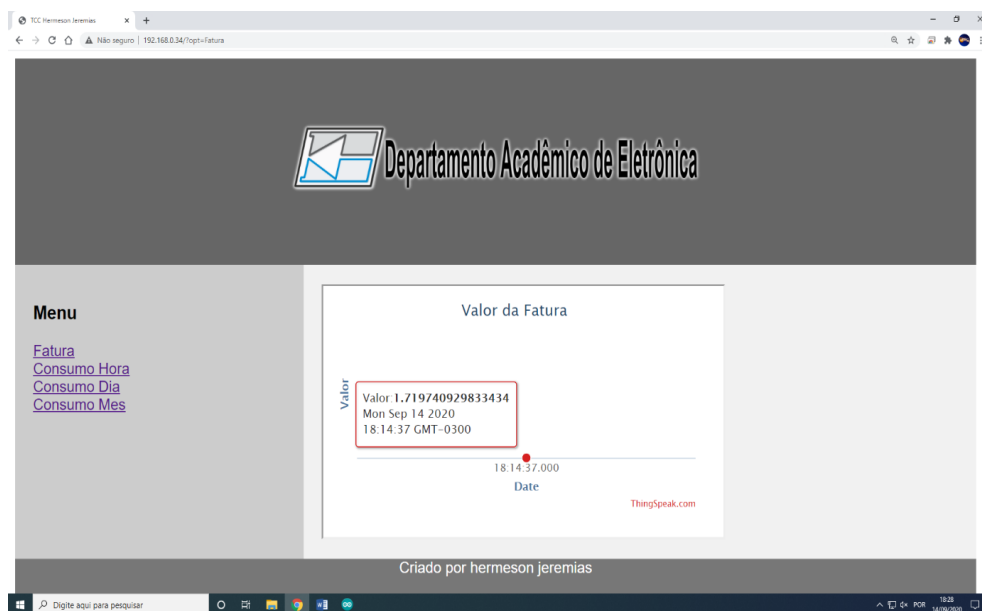 TCC Hermeson Jeremias
Não seguro | 192.168.0.34/?opt=Fatura
Departamento Acadêmico de Eletrônica
Menu
Fatura
Consumo Hora
Consumo Dia
Consumo Mes
Valor da Fatura
Valor
Valor:1.719740929833434
Mon Sep 14 2020
18:14:37 GMT-0300
18:14:37.000
Date
ThingSpeak.com
Criado por hermeson jeremias
Digite aqui para pesquisar
POR
18:28
14/09/2020